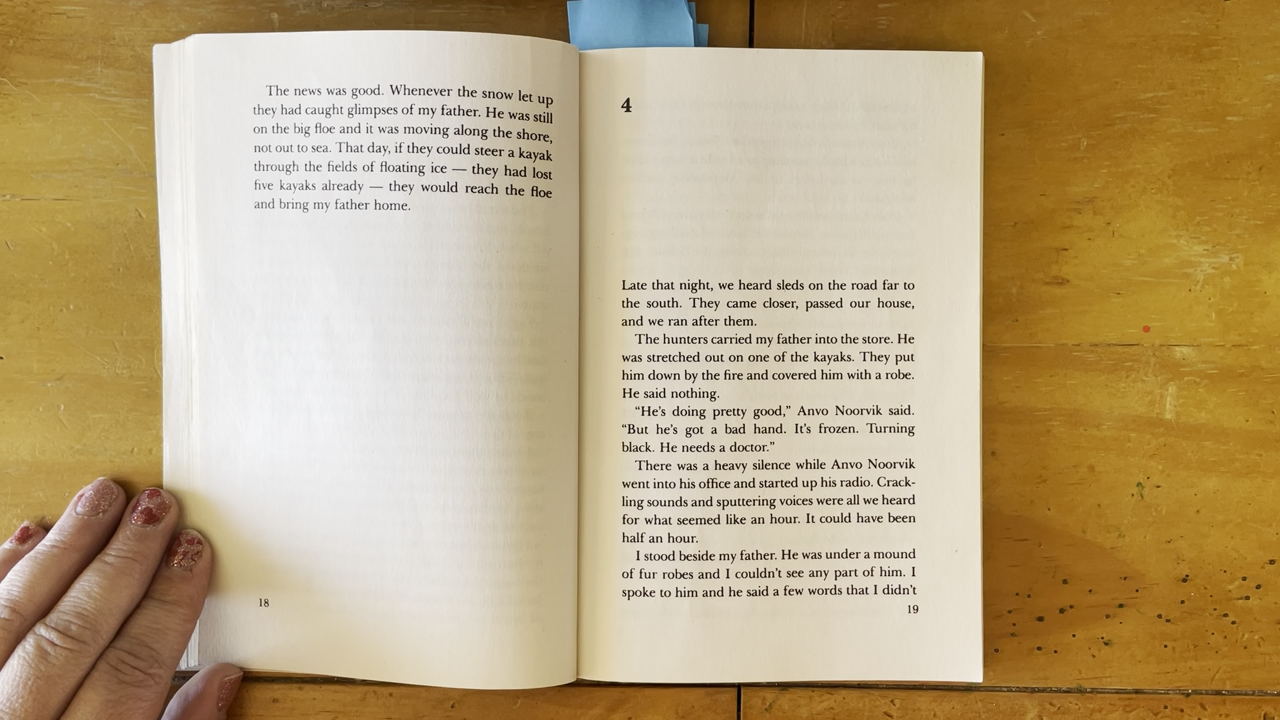 The news was good. Whenever the snow let up
they had caught glimpses of my father. He was still
on the big floe and it was moving along the shore,
not out to sea. That day, if they could steer a kayak
through the fields of floating ice — they had lost
five kayaks already — they would reach the floe
and bring my father home.
18
4
Late that night, we heard sleds on the road far to
the south. They came closer, passed our house,
and we ran after them.
The hunters carried my father into the store. He
was stretched out on one of the kayaks. They put
him down by the fire and covered him with a robe.
He said nothing.
“He’s doing pretty good,” Anvo Noorvik said.
“But he’s got a bad hand. It’s frozen. Turning
black. He needs a doctor.”
There was a heavy silence while Anvo Noorvik
went into his office and started up his radio. Crack-
ling sounds and sputtering voices were all we heard
for what seemed like an hour. It could have been
half an hour.
I stood beside my father. He was under a mound
of fur robes and I couldn’t see any part of him. I
spoke to him and he said a few words that I didn’t
19